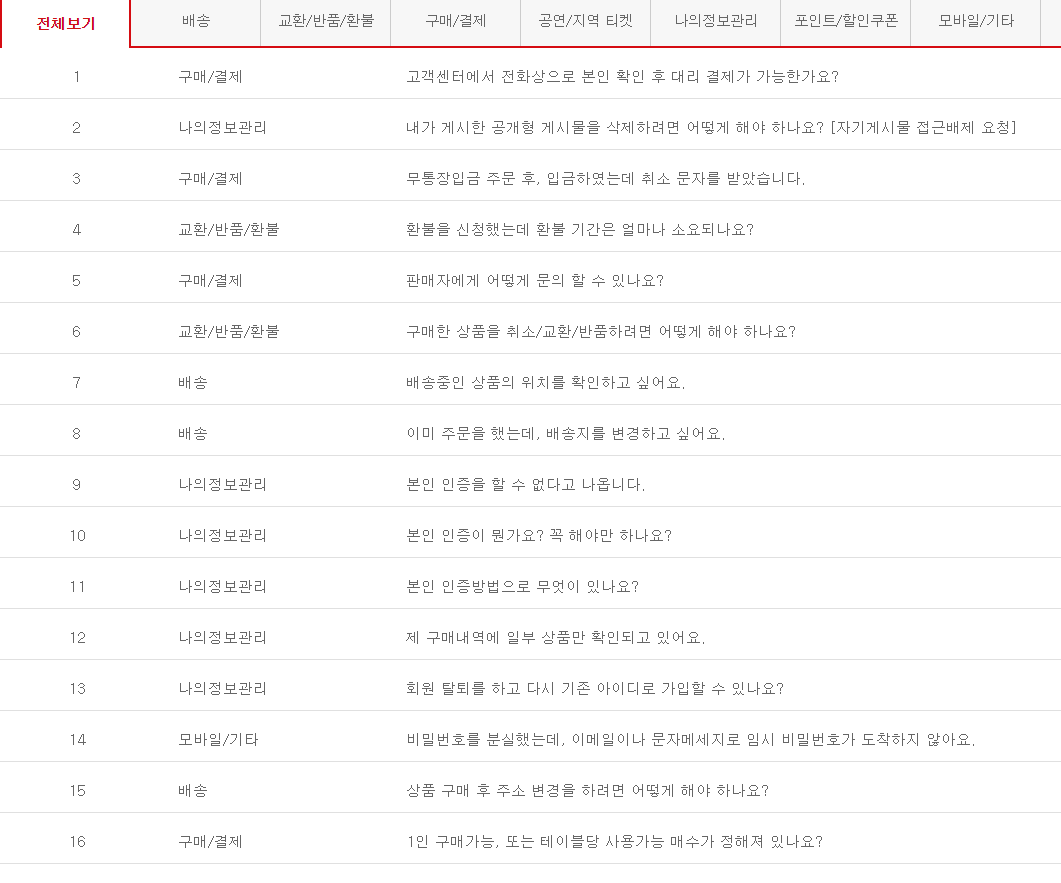 전체보기 배송 교환/반품/환불 구매/결제 공연/지역 티켓 나의정보관리 포인트/할인쿠폰 모바일/기타
1 구매/결제 고객센터에서 전화상으로 본인 확인 후 대리 결제가 가능한가요?
2 나의정보관리 내가 게시한 공개형 게시물을 삭제하려면 어떻게 해야 하나요? [자기게시물 접근배제 요청]
3 구매/결제 무통장입금 주문 후, 입금하였는데 취소 문자를 받았습니다.
4 교환/반품/환불 환불을 신청했는데 환불 기간은 얼마나 소요되나요?
5 구매/결제 판매자에게 어떻게 문의 할 수 있나요?
6 교환/반품/환불 구매한 상품을 취소/교환/반품하려면 어떻게 해야 하나요?
7 배송 배송중인 상품의 위치를 확인하고 싶어요.
8 배송 이미 주문을 했는데, 배송지를 변경하고 싶어요.
9 나의정보관리 본인 인증을 할 수 없다고 나옵니다.
10 나의정보관리 본인 인증이 뭔가요? 꼭 해야만 하나요?
11 나의정보관리 본인 인증방법으로 무엇이 있나요?
12 나의정보관리 제 구매내역에 일부 상품만 확인되고 있어요.
13 나의정보관리 회원 탈퇴를 하고 다시 기존 아이디로 가입할 수 있나요?
14 모바일/기타 비밀번호를 분실했는데, 이메일이나 문자메세지로 임시 비밀번호가 도착하지 않아요.
15 배송 상품 구매 후 주소 변경을 하려면 어떻게 해야 하나요?
16 구매/결제 1인 구매가능, 또는 테이블당 사용가능 매수가 정해져 있나요?